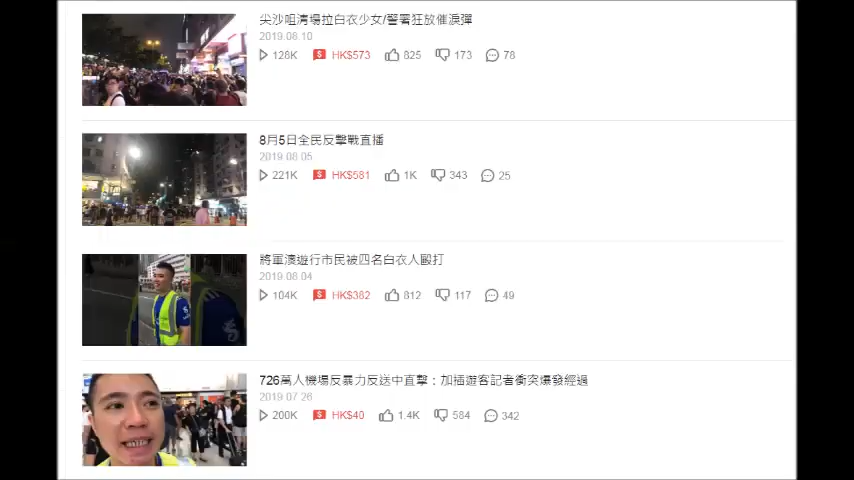 尖沙咀清場拉白衣少女/警署狂放催淚彈
2019.08.10
128K HK$573 825 173 78
8月5日全民反擊戰直播
2019.08.05
221K HK$581 1K 343 25
將軍澳遊行市民被四名白衣人毆打
2019.08.04
104K HK$382 812 117 49
726萬人機場反暴力反送中直擊：加插遊客記者衝突爆發經過
2019.07.26
200K HK$40 1.4K 584 342